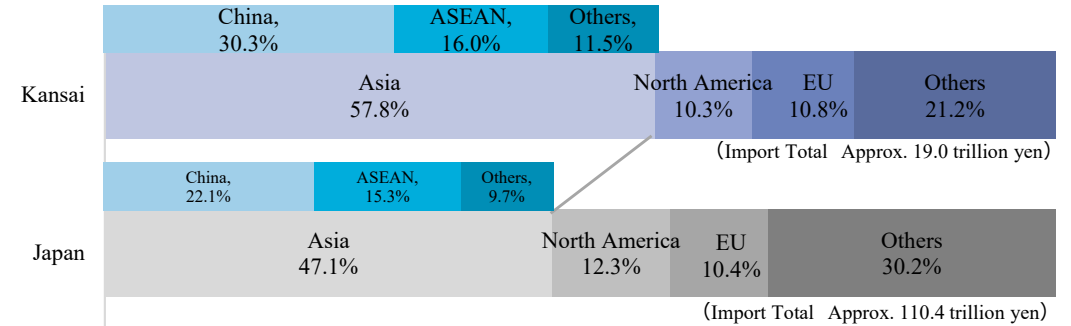 China,
30.3%
ASEAN,
16.0%
Others,
11.5%
Kansai
Asia
57.8%
North America
10.3%
EU
10.8%
Others
21.2%
（Import Total Approx. 19.0 trillion yen）
China,
22.1%
ASEAN,
15.3%
Others,
9.7%
Japan
Asia
47.1%
North America
12.3%
EU
10.4%
Others
30.2%
（Import Total Approx. 110.4 trillion yen）